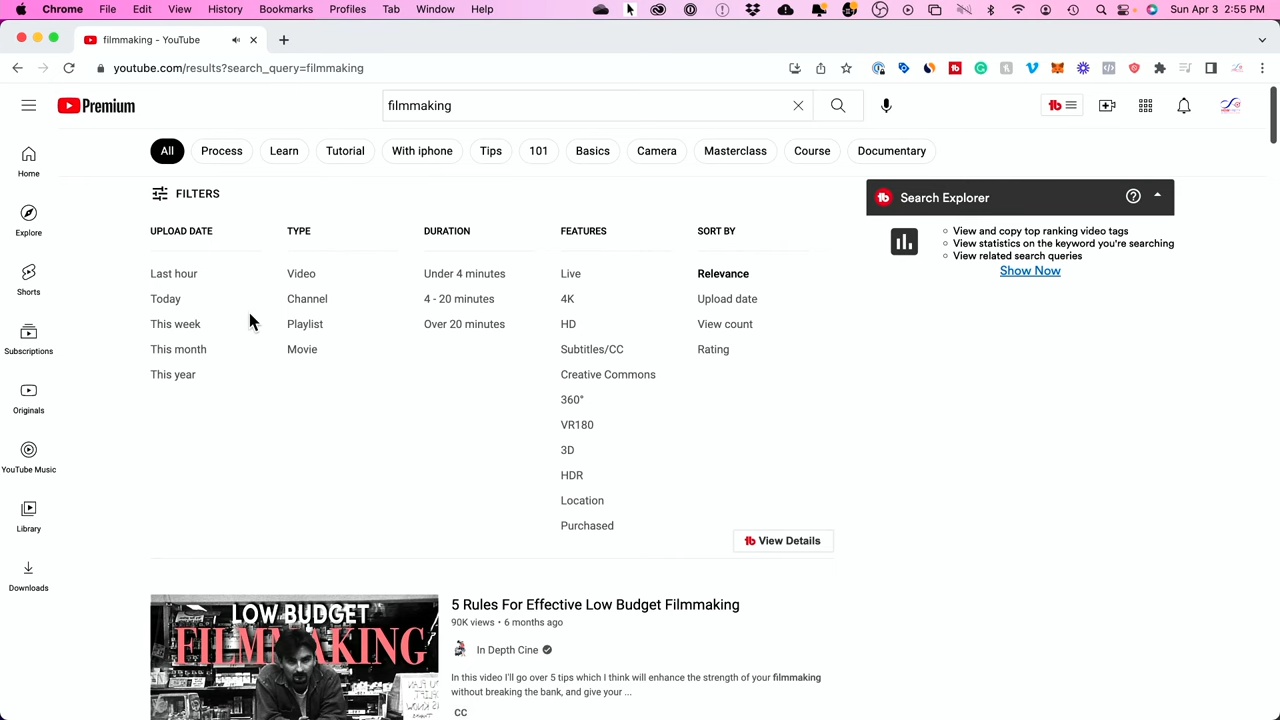 Chrome File Edit View History Bookmarks Profiles Tab Window Help Sun Apr 3 2:55 PM
filmmaking - YouTube
youtube.com/results?search_query=filmmaking
Premium
filmmaking
All Process Learn Tutorial With iphone Tips 101 Basics Camera Masterclass Course Documentary
Home
Explore
Shorts
Subscriptions
Originals
YouTube Music
Library
Downloads
FILTERS
UPLOAD DATE TYPE DURATION FEATURES SORT BY
Last hour Video Under 4 minutes Live Relevance
Today Channel 4 - 20 minutes 4K Upload date
This week Playlist Over 20 minutes HD View count
This month Movie Subtitles/CC Rating
This year Creative Commons
360°
VR180
3D
HDR
Location
Purchased
tb View Details
tb
tb Search Explorer
View and copy top ranking video tags
View statistics on the keyword you're searching
View related search queries
Show Now
LOW BUDGET
FILMMAKING
5 Rules For Effective Low Budget Filmmaking
90K views • 6 months ago
In Depth Cine
In this video I'll go over 5 tips which I think will enhance the strength of your filmmaking
without breaking the bank, and give your ...
CC